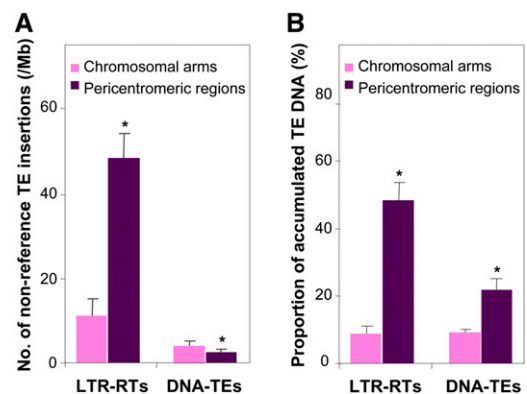 A
B
No. of non-reference TE insertions (/Mb)
Chromosomal arms
Pericentromeric regions
60
40
20
0
*
*
LTR-RTs
DNA-TEs
Proportion of accumulated TE DNA (%)
Chromosomal arms
Pericentromeric regions
80
60
40
20
0
*
*
LTR-RTs
DNA-TEs